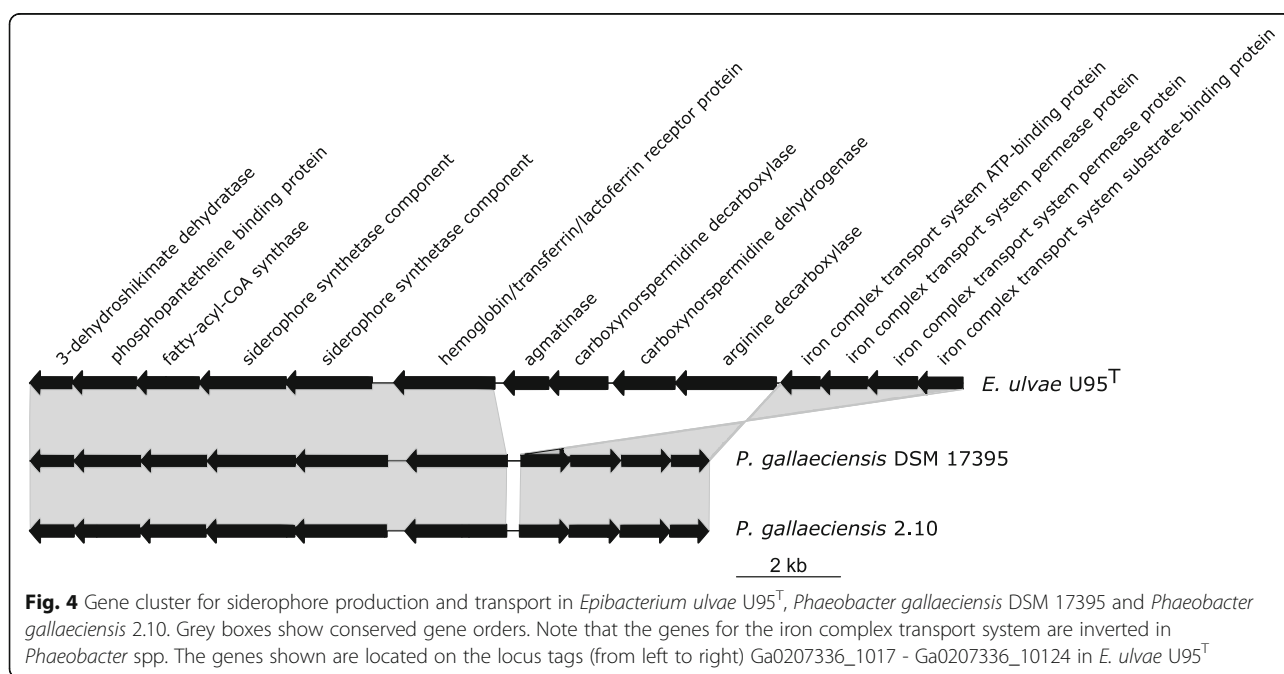 3-dehydroshikimate dehydratase
phosphopantetheine binding protein
fatty-acyl-CoA synthase
siderophore synthetase component
siderophore synthetase component
hemoglobin/transferrin/lactoferrin receptor protein
agmatinase
carboxynorspermidine decarboxylase
carboxynorspermidine dehydrogenase
arginine decarboxylase
iron complex transport system ATP-binding protein
iron complex transport system permease protein
iron complex transport system permease protein
iron complex transport system substrate-binding protein
E. ulvae U95T
P. gallaeciensis DSM 17395
P. gallaeciensis 2.10
2 kb
Fig. 4 Gene cluster for siderophore production and transport in Epibacterium ulvae U95T, Phaeobacter gallaeciensis DSM 17395 and Phaeobacter
gallaeciensis 2.10. Grey boxes show conserved gene orders. Note that the genes for the iron complex transport system are inverted in
Phaeobacter spp. The genes shown are located on the locus tags (from left to right) Ga0207336_1017 - Ga0207336_10124 in E. ulvae U95T